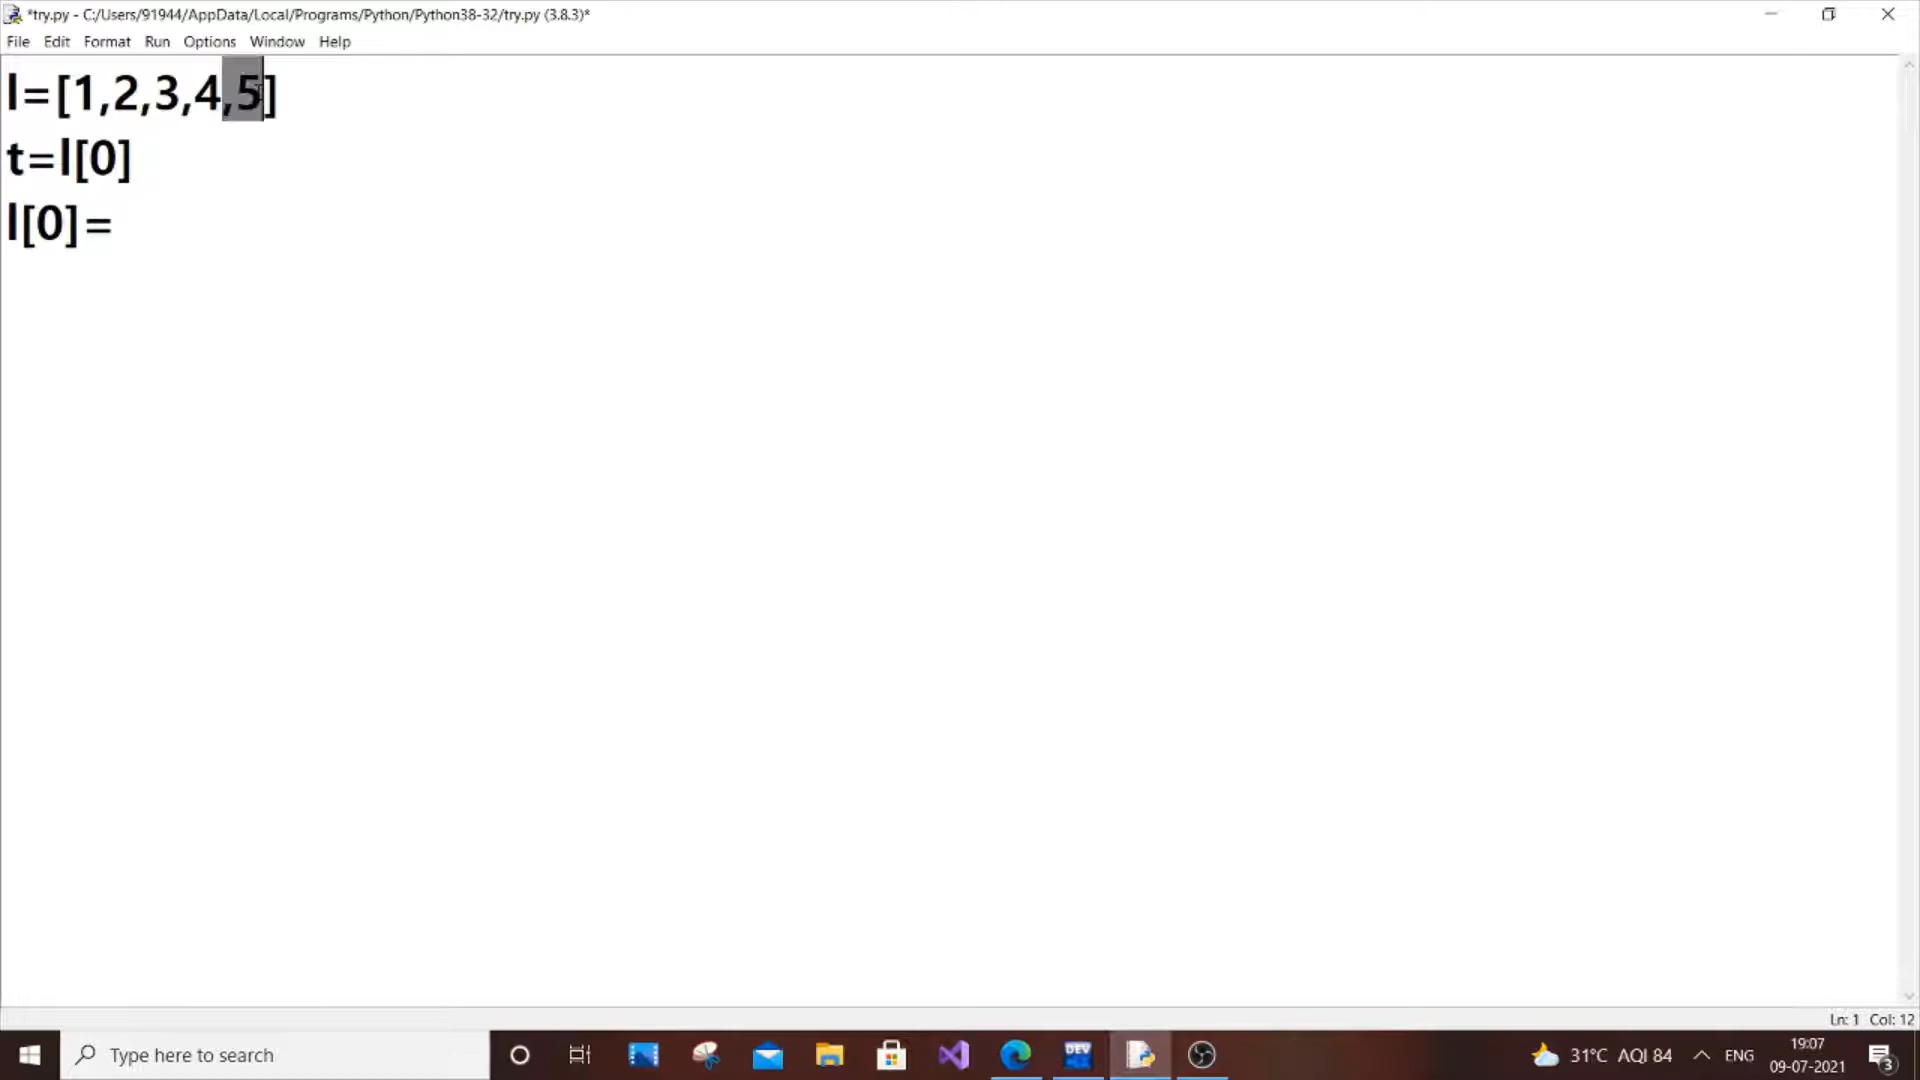 *try.py - C:/Users/91944/AppData/Local/Programs/Python/Python38-32/try.py (3.8.3)*
File Edit Format Run Options Window Help
l=[1,2,3,4,5]
t=l[0]
l[0]=
Ln: 1 Col: 12
Type here to search
DEV
31°C AQI 84
ENG
19:07
09-07-2021
3